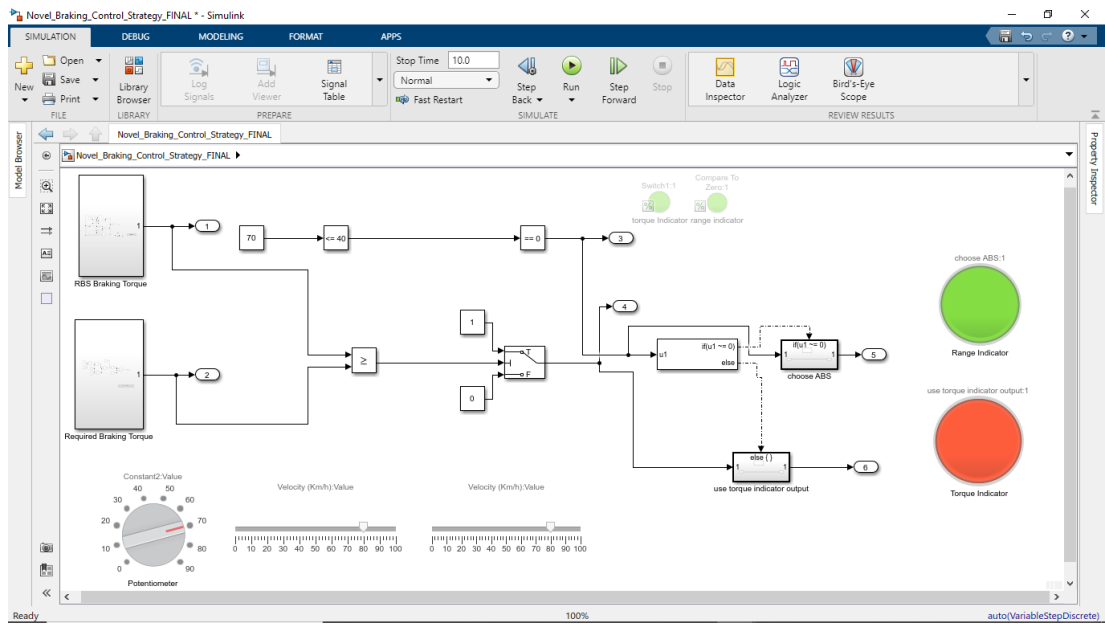 Novel_Braking_Control_Strategy_FINAL * - Simulink
SIMULATION DEBUG MODELING FORMAT APPS
New
Open
Save
Print
FILE
Library Browser
LIBRARY
Log Signals
Add Viewer
Signal Table
PREPARE
Stop Time 10.0
Normal
Fast Restart
Step Back
Run
Step Forward
Stop
SIMULATE
Data Inspector
Logic Analyzer
Bird's-Eye Scope
REVIEW RESULTS
Model Browser
Property Inspector
Novel_Braking_Control_Strategy_FINAL
Novel_Braking_Control_Strategy_FINAL
1
RBS Braking Torque
1
70
<= 40
== 0
3
Switch1:1
torque Indicator
Compare To
Zero:1
range indicator
4
1
T
F
0
≥
1
Required Braking Torque
2
u1
if(u1 ~= 0)
else
if(u1 ~= 0)
1 1
choose ABS
5
else { }
1 1
use torque indicator output
6
choose ABS:1
Range Indicator
use torque indicator output:1
Torque Indicator
Constant2:Value
0 10 20 30 40 50 60 70 80 90
Potentiometer
Velocity (Km/h):Value
0 10 20 30 40 50 60 70 80 90 100
Velocity (Km/h):Value
0 10 20 30 40 50 60 70 80 90 100
Ready
100%
auto(VariableStepDiscrete)